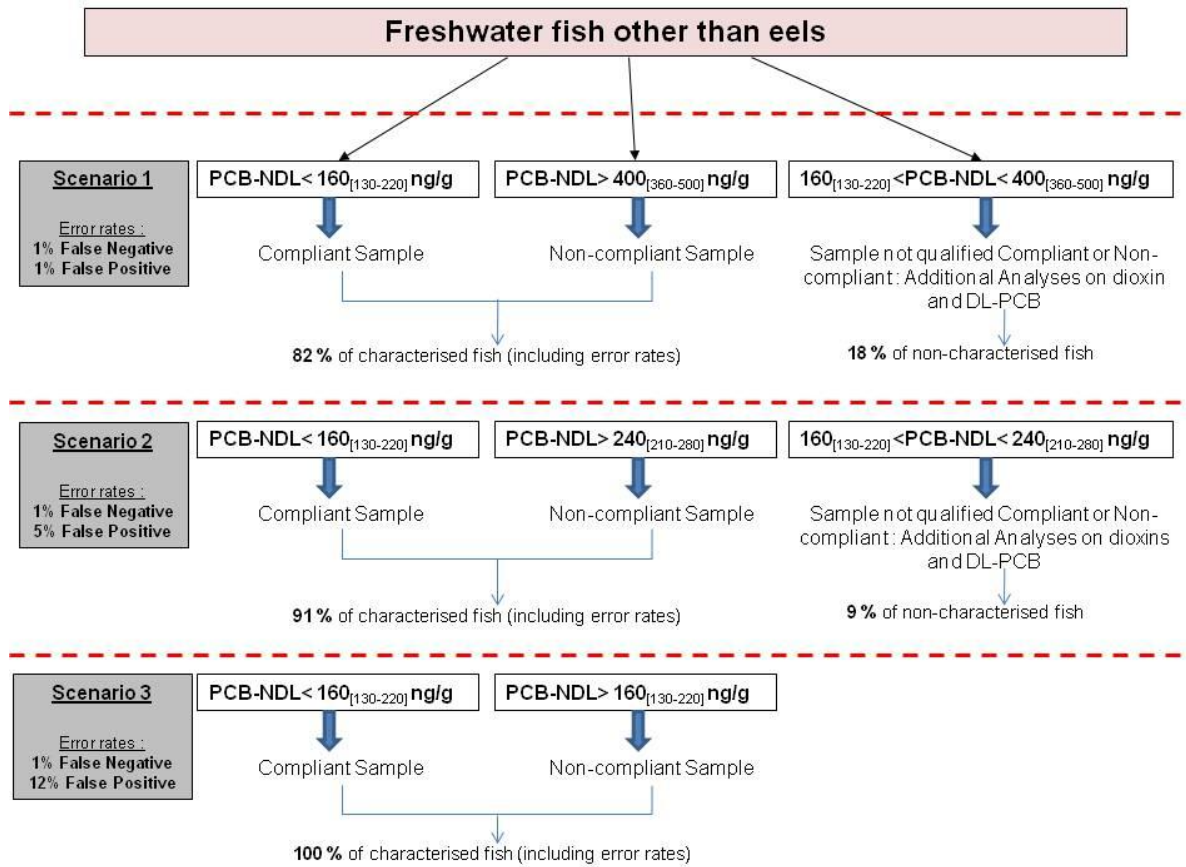 Freshwater fish other than eels
Scenario 1
Error rates :
1% False Negative
1% False Positive
PCB-NDL< 160[130-220] ng/g
PCB-NDL> 400[360-500] ng/g
160[130-220] <PCB-NDL< 400[360-500] ng/g
Compliant Sample
Non-compliant Sample
Sample not qualified Compliant or Non-
compliant : Additional Analyses on dioxin
and DL-PCB
82 % of characterised fish (including error rates)
18 % of non-characterised fish
Scenario 2
Error rates :
1% False Negative
5% False Positive
PCB-NDL< 160[130-220] ng/g
PCB-NDL> 240[210-280] ng/g
160[130-220] <PCB-NDL< 240[210-280] ng/g
Compliant Sample
Non-compliant Sample
Sample not qualified Compliant or Non-
compliant : Additional Analyses on dioxins
and DL-PCB
91 % of characterised fish (including error rates)
9 % of non-characterised fish
Scenario 3
Error rates :
1% False Negative
12% False Positive
PCB-NDL< 160[130-220] ng/g
PCB-NDL> 160[130-220] ng/g
Compliant Sample
Non-compliant Sample
100 % of characterised fish (including error rates)